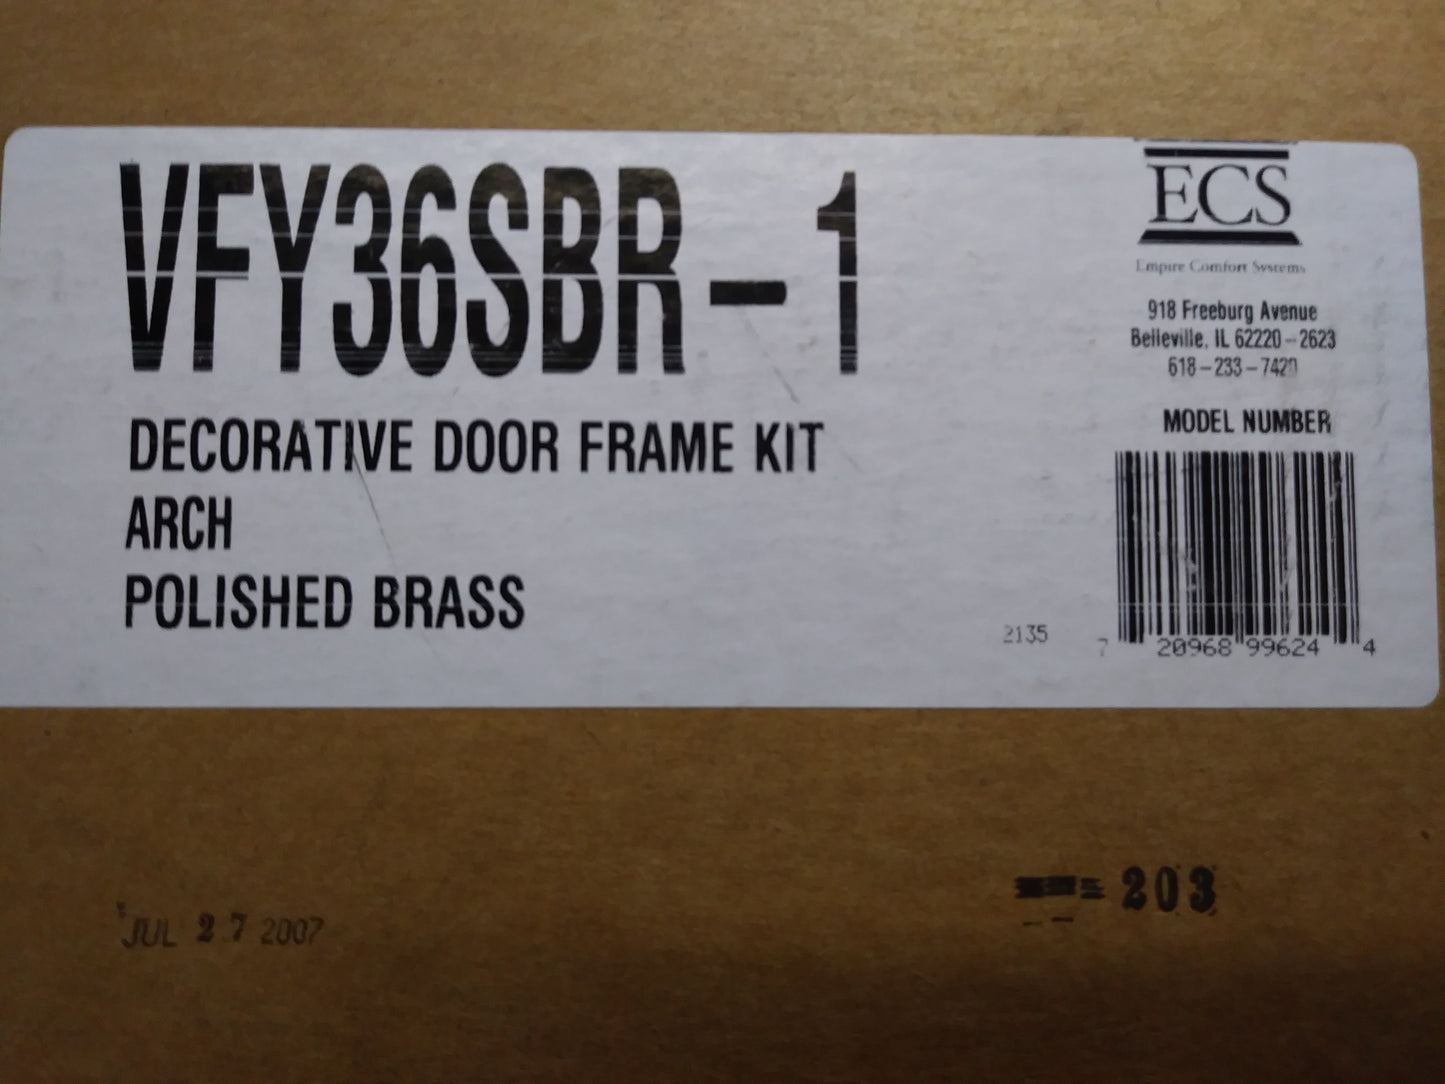 VFY36SBR-1
DECORATIVE DOOR FRAME KIT
ARCH
POLISHED BRASS
ECS
Empire Comfort Systems
918 Freeburg Avenue
Belleville, IL 62220-2623
618-233-7420
MODEL NUMBER
2135
7 20968 99624 4
JUL 27 2007
203